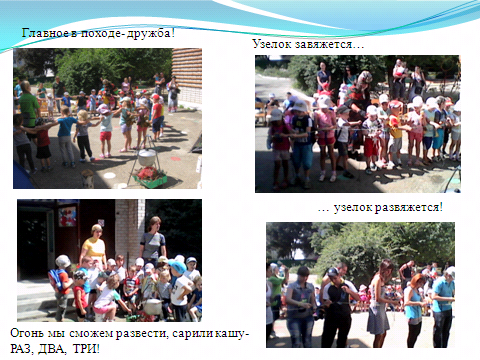 Главное в походе- дружба!
Узелок завяжется…
… узелок развяжется!
Огонь мы сможем развести, сарили кашу-
РАЗ, ДВА, ТРИ!